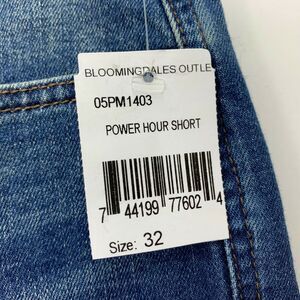 BLOOMINGDALES OUTLE
05PM1403
POWER HOUR SHORT
7 44199 77602 4
Size: 32